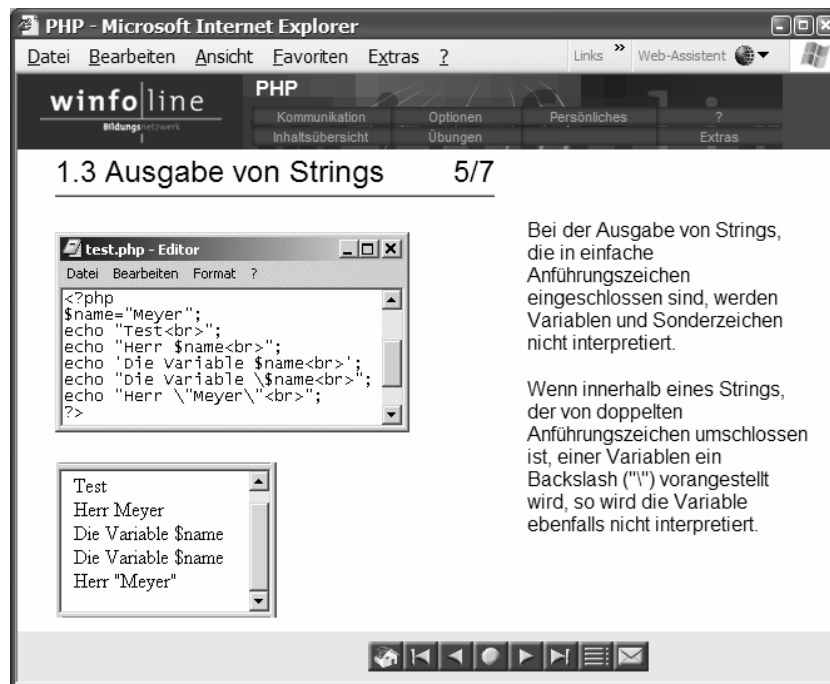 PHP - Microsoft Internet Explorer
Datei Bearbeiten Ansicht Favoriten Extras ? Links » Web-Assistent
winfoline
Bildungsnetzwerk
PHP
Kommunikation Optionen Persönliches ?
Inhaltsübersicht Übungen Extras
1.3 Ausgabe von Strings 5/7
test.php - Editor
Datei Bearbeiten Format ?
<?php
$name="Meyer";
echo "Test<br>";
echo "Herr $name<br>";
echo 'Die Variable $name<br>';
echo "Die Variable \$name<br>";
echo "Herr \"Meyer\"<br>";
?>
Test
Herr Meyer
Die Variable $name
Die Variable $name
Herr "Meyer"
Bei der Ausgabe von Strings,
die in einfache
Anführungszeichen
eingeschlossen sind, werden
Variablen und Sonderzeichen
nicht interpretiert.
Wenn innerhalb eines Strings,
der von doppelten
Anführungszeichen umschlossen
ist, einer Variablen ein
Backslash ("\") vorangestellt
wird, so wird die Variable
ebenfalls nicht interpretiert.